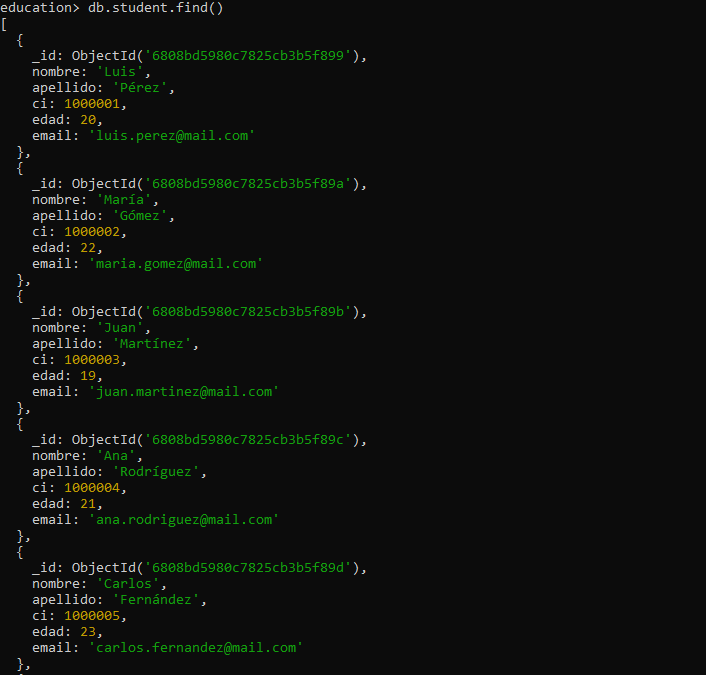 education> db.student.find()
[
  {
    _id: ObjectId('6808bd5980c7825cb3b5f899'),
    nombre: 'Luis',
    apellido: 'Pérez',
    ci: 1000001,
    edad: 20,
    email: 'luis.perez@mail.com'
  },
  {
    _id: ObjectId('6808bd5980c7825cb3b5f89a'),
    nombre: 'María',
    apellido: 'Gómez',
    ci: 1000002,
    edad: 22,
    email: 'maria.gomez@mail.com'
  },
  {
    _id: ObjectId('6808bd5980c7825cb3b5f89b'),
    nombre: 'Juan',
    apellido: 'Martínez',
    ci: 1000003,
    edad: 19,
    email: 'juan.martinez@mail.com'
  },
  {
    _id: ObjectId('6808bd5980c7825cb3b5f89c'),
    nombre: 'Ana',
    apellido: 'Rodríguez',
    ci: 1000004,
    edad: 21,
    email: 'ana.rodriguez@mail.com'
  },
  {
    _id: ObjectId('6808bd5980c7825cb3b5f89d'),
    nombre: 'Carlos',
    apellido: 'Fernández',
    ci: 1000005,
    edad: 23,
    email: 'carlos.fernandez@mail.com'
  },